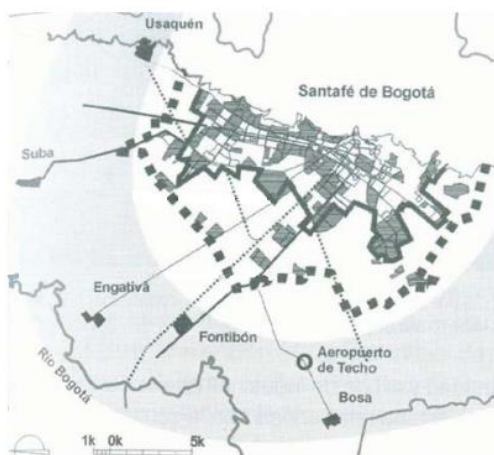 Usaquén
Santafé de Bogotá
Suba
Engativá
Fontibón
Aeropuerto
de Techo
Río Bogotá
Bosa
1k 0k 5k